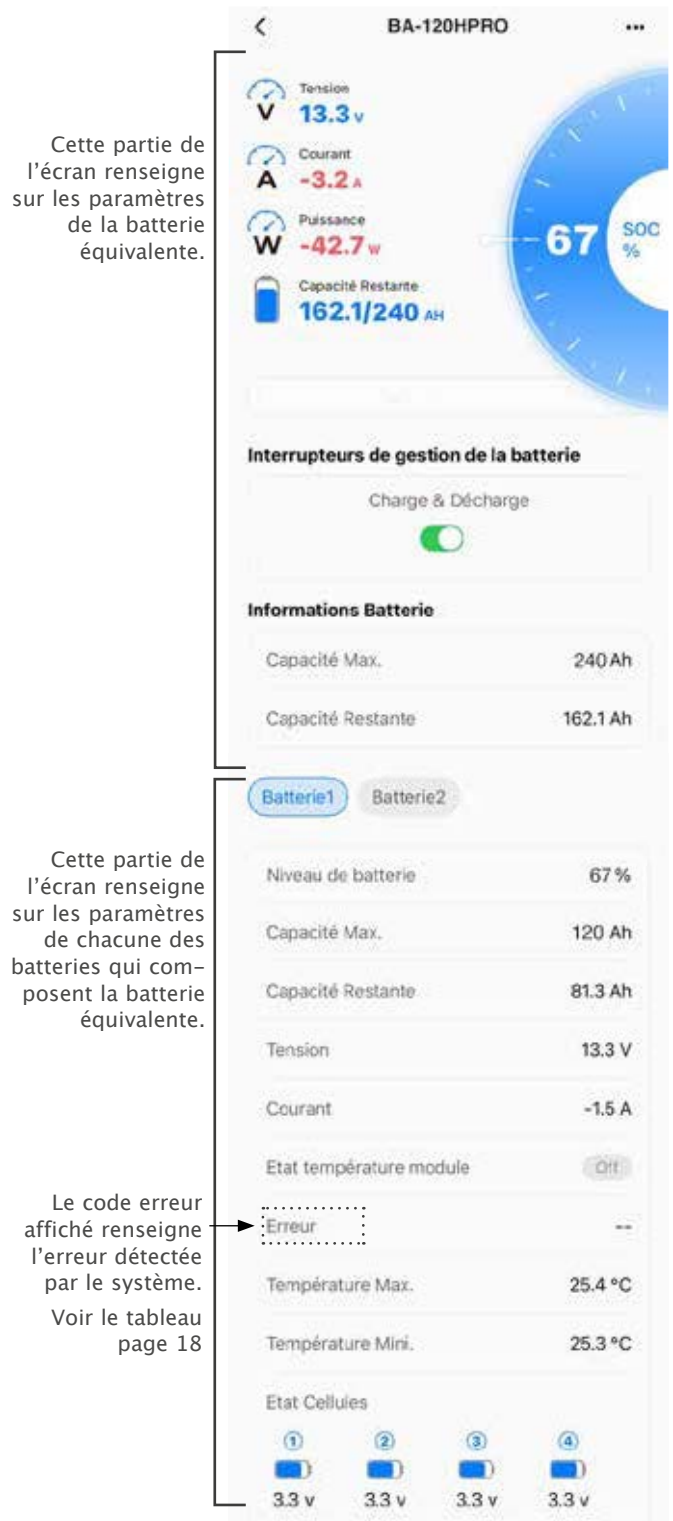 BA-120HPRO
Cette partie de
l'écran renseigne
sur les paramètres
de la batterie
équivalente.
Tension
V 13.3 V
Courant
A -3.2 A
Puissance
W -42.7 W
Capacité Restante
162.1/240 AH
67 SOC %
Interrupteurs de gestion de la batterie
Charge & Décharge
Informations Batterie
Capacité Max. 240 Ah
Capacité Restante 162.1 Ah
Cette partie de
l'écran renseigne
sur les paramètres
de chacune des
batteries qui com-
posent la batterie
équivalente.
Batterie1 Batterie2
Niveau de batterie 67 %
Capacité Max. 120 Ah
Capacité Restante 81.3 Ah
Tension 13.3 V
Courant -1.5 A
Etat température module Off
Le code erreur
affiché renseigne
l'erreur détectée
par le système.
Voir le tableau
page 18
Erreur --
Température Max. 25.4 °C
Température Mini. 25.3 °C
Etat Cellules
① ② ③ ④
3.3 v 3.3 v 3.3 v 3.3 v